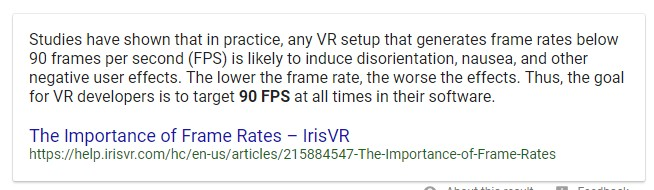 Studies have shown that in practice, any VR setup that generates frame rates below
90 frames per second (FPS) is likely to induce disorientation, nausea, and other
negative user effects. The lower the frame rate, the worse the effects. Thus, the goal
for VR developers is to target 90 FPS at all times in their software.
The Importance of Frame Rates – IrisVR
https://help.irisvr.com/hc/en-us/articles/215884547-The-Importance-of-Frame-Rates
About this result Feedback